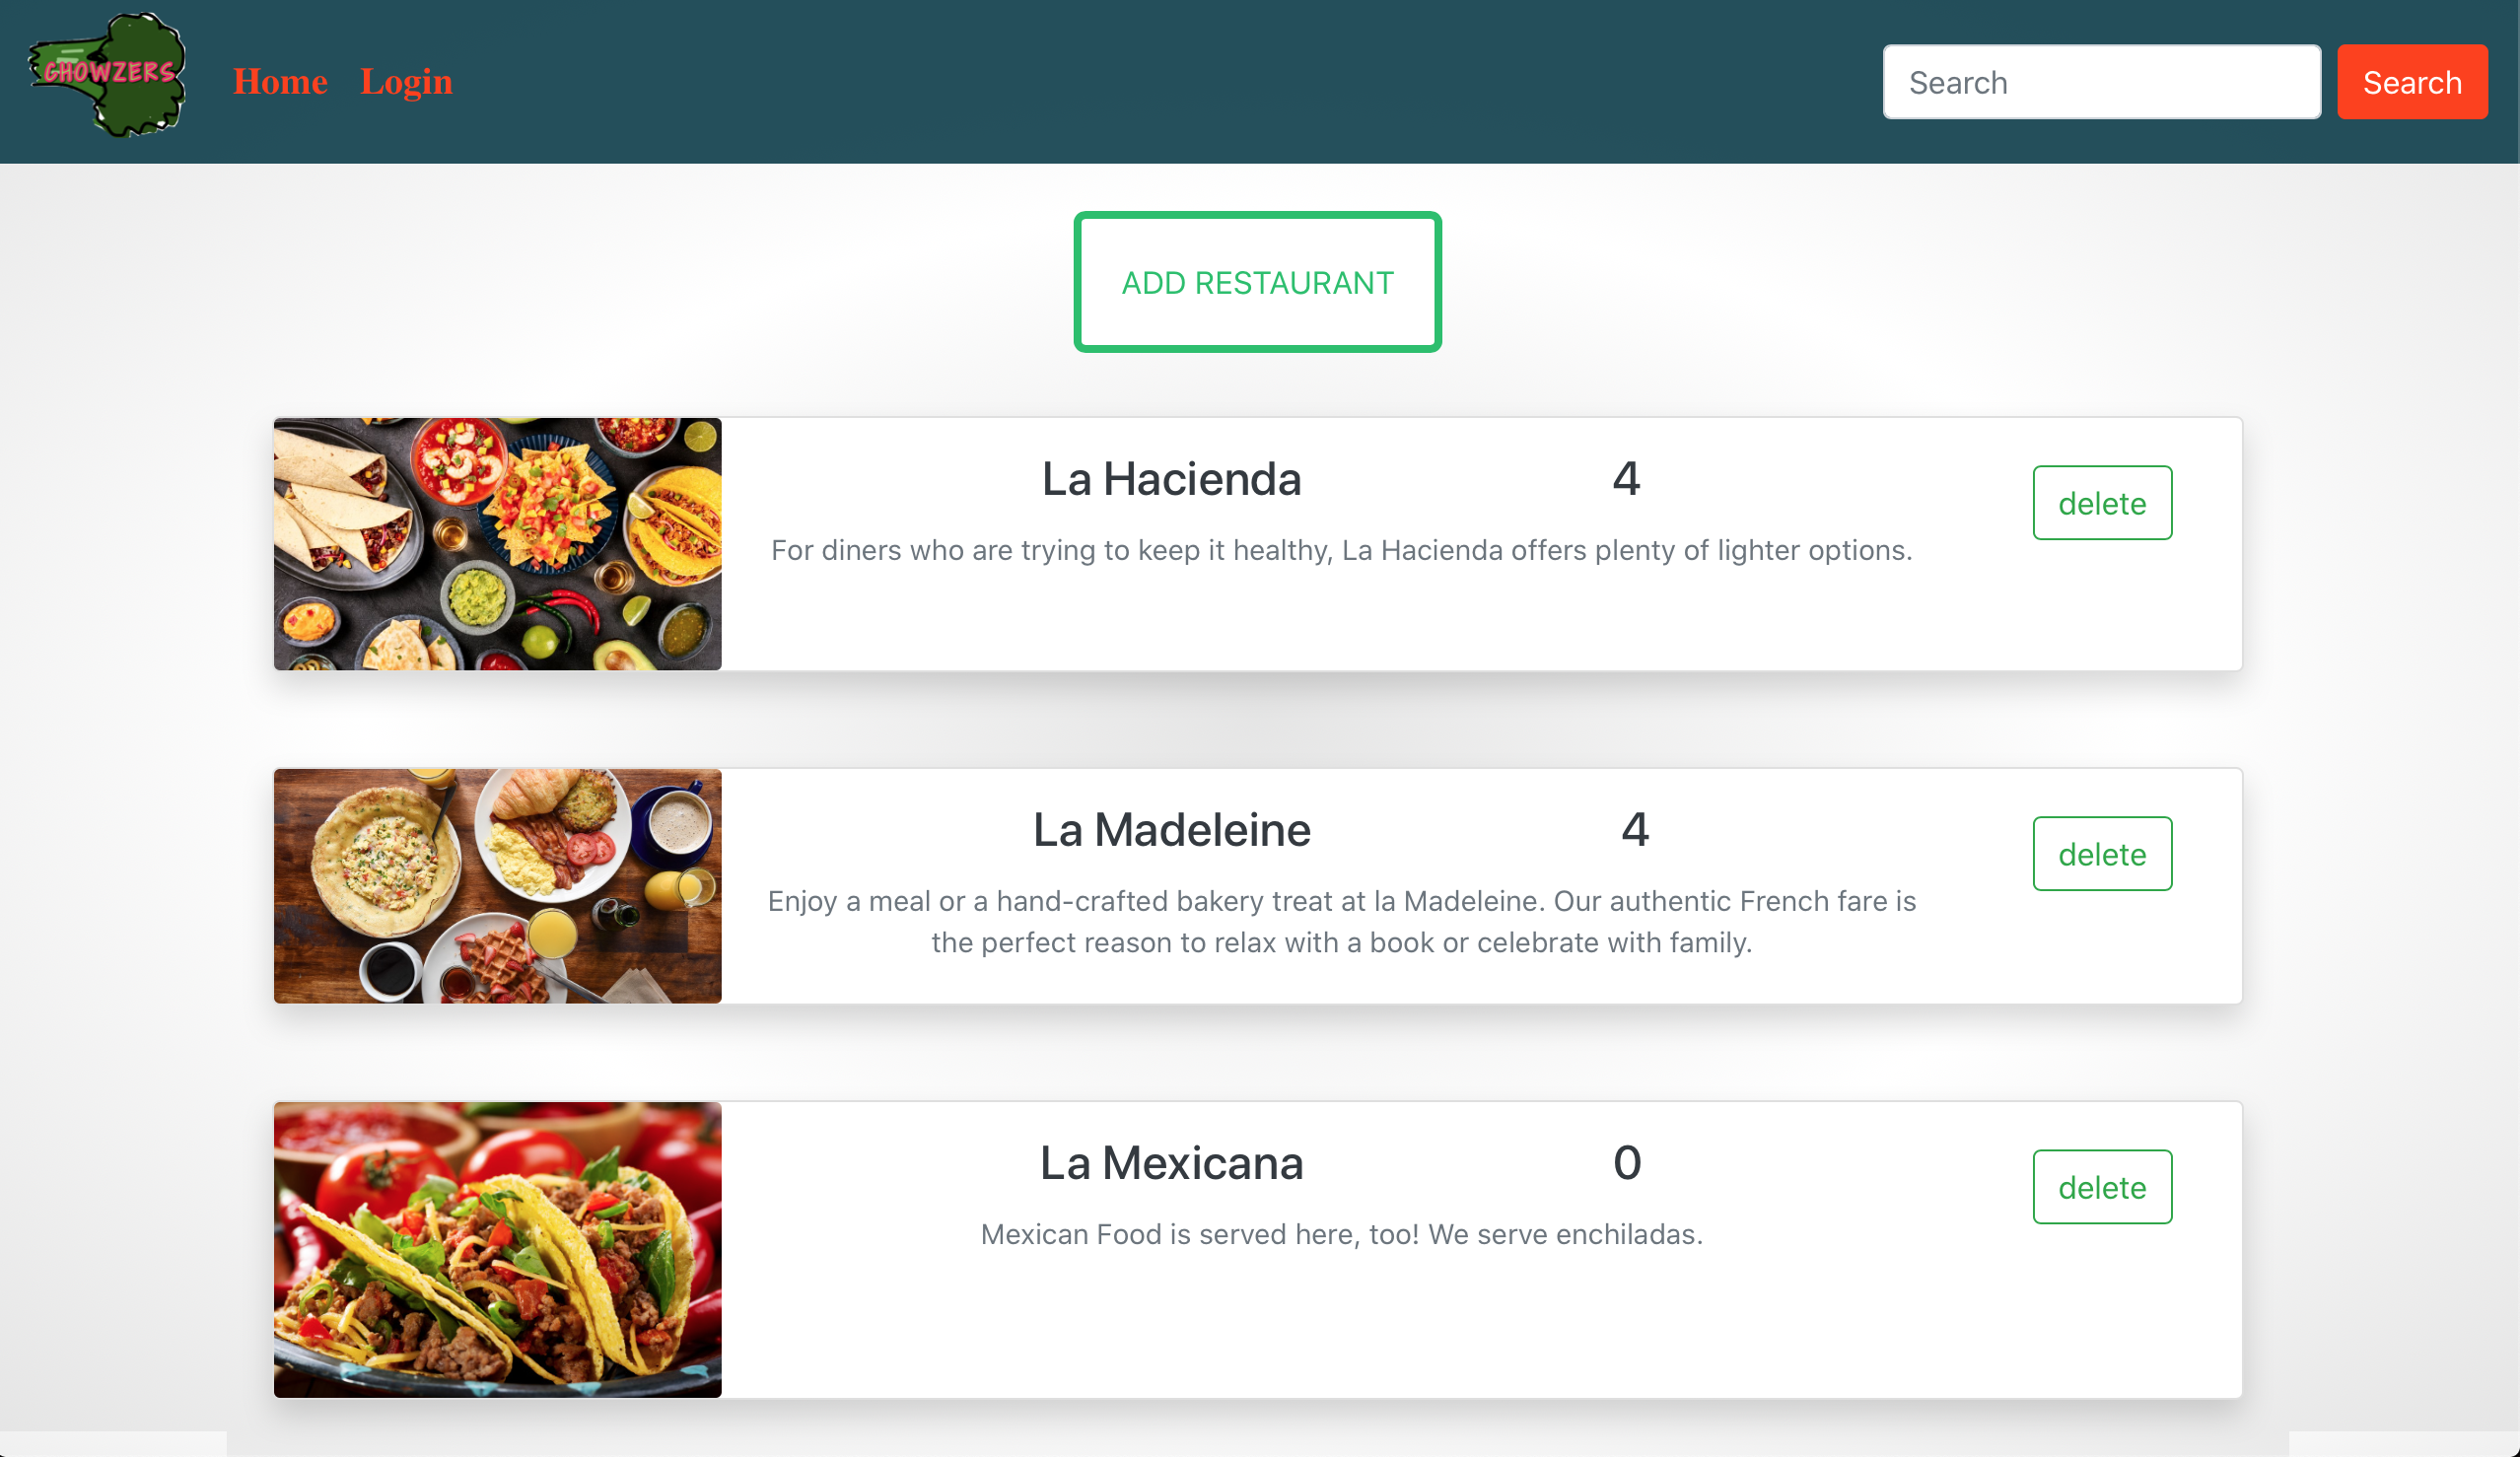 CHOWZERS
Home Login
Search Search
ADD RESTAURANT
La Hacienda 4
delete
For diners who are trying to keep it healthy, La Hacienda offers plenty of lighter options.
La Madeleine 4
delete
Enjoy a meal or a hand-crafted bakery treat at la Madeleine. Our authentic French fare is
the perfect reason to relax with a book or celebrate with family.
La Mexicana 0
delete
Mexican Food is served here, too! We serve enchiladas.